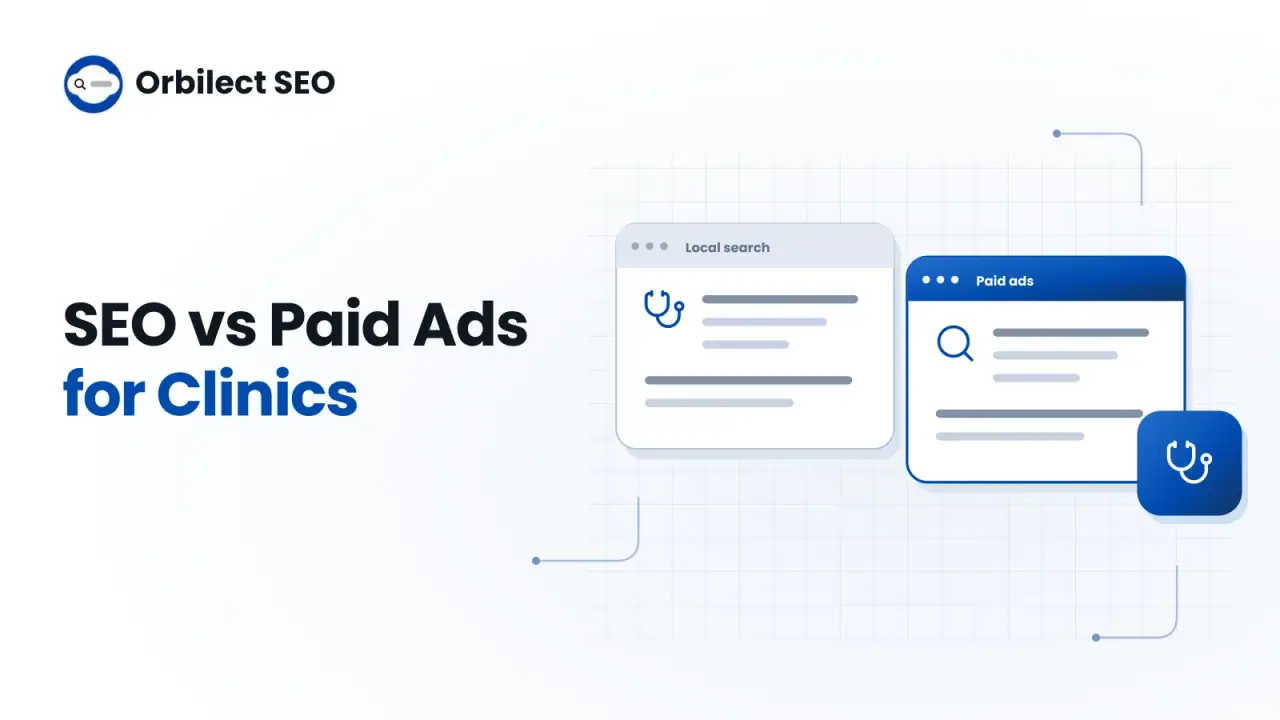 Orbilect SEO
SEO vs Paid Ads
for Clinics
Local search
Paid ads